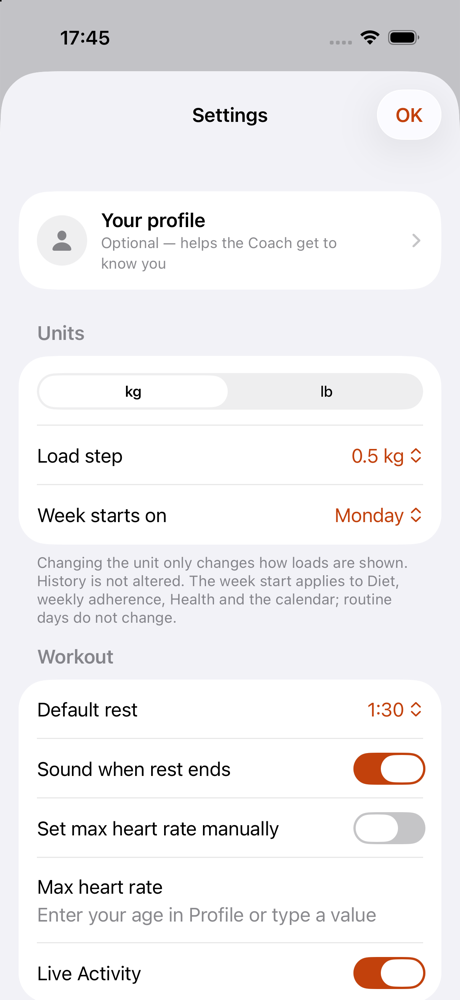 17:45
Settings
OK
Your profile
Optional — helps the Coach get to
know you
Units
kg
lb
Load step
0.5 kg
Week starts on
Monday
Changing the unit only changes how loads are shown.
History is not altered. The week start applies to Diet,
weekly adherence, Health and the calendar; routine
days do not change.
Workout
Default rest
1:30
Sound when rest ends
Set max heart rate manually
Max heart rate
Enter your age in Profile or type a value
Live Activity